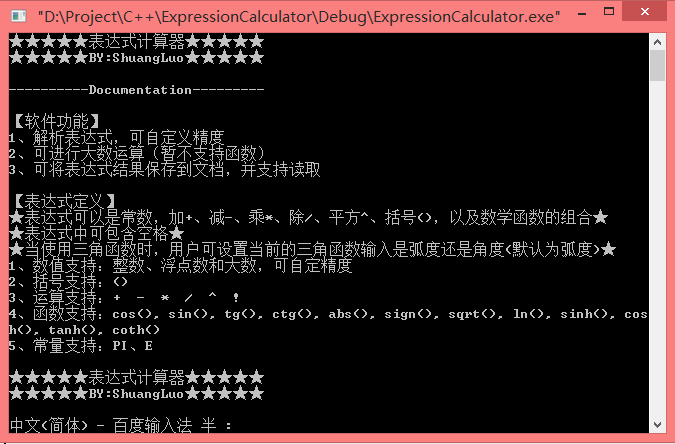 "D:\Project\C++\ExpressionCalculator\Debug\ExpressionCalculator.exe"
★★★★★表达式计算器★★★★★
★★★★★BY:ShuangLuo★★★★★
----------Documentation---------
【软件功能】
1、解析表达式，可自定义精度
2、可进行大数运算（暂不支持函数）
3、可将表达式结果保存到文档，并支持读取
【表达式定义】
★表达式可以是常数，加+、减-、乘*、除/、平方^、括号()，以及数学函数的组合★
★表达式中可包含空格★
★当使用三角函数时，用户可设置当前的三角函数输入是弧度还是角度(默认为弧度)★
1、数值支持：整数、浮点数和大数，可自定精度
2、括号支持：()
3、运算支持：+ - * / ^ !
4、函数支持：cos(), sin(), tg(), ctg(), abs(), sign(), sqrt(), ln(), sinh(), cos
h(), tanh(), coth()
5、常量支持：PI、E
★★★★★表达式计算器★★★★★
★★★★★BY:ShuangLuo★★★★★
中文(简体) - 百度输入法 半 :